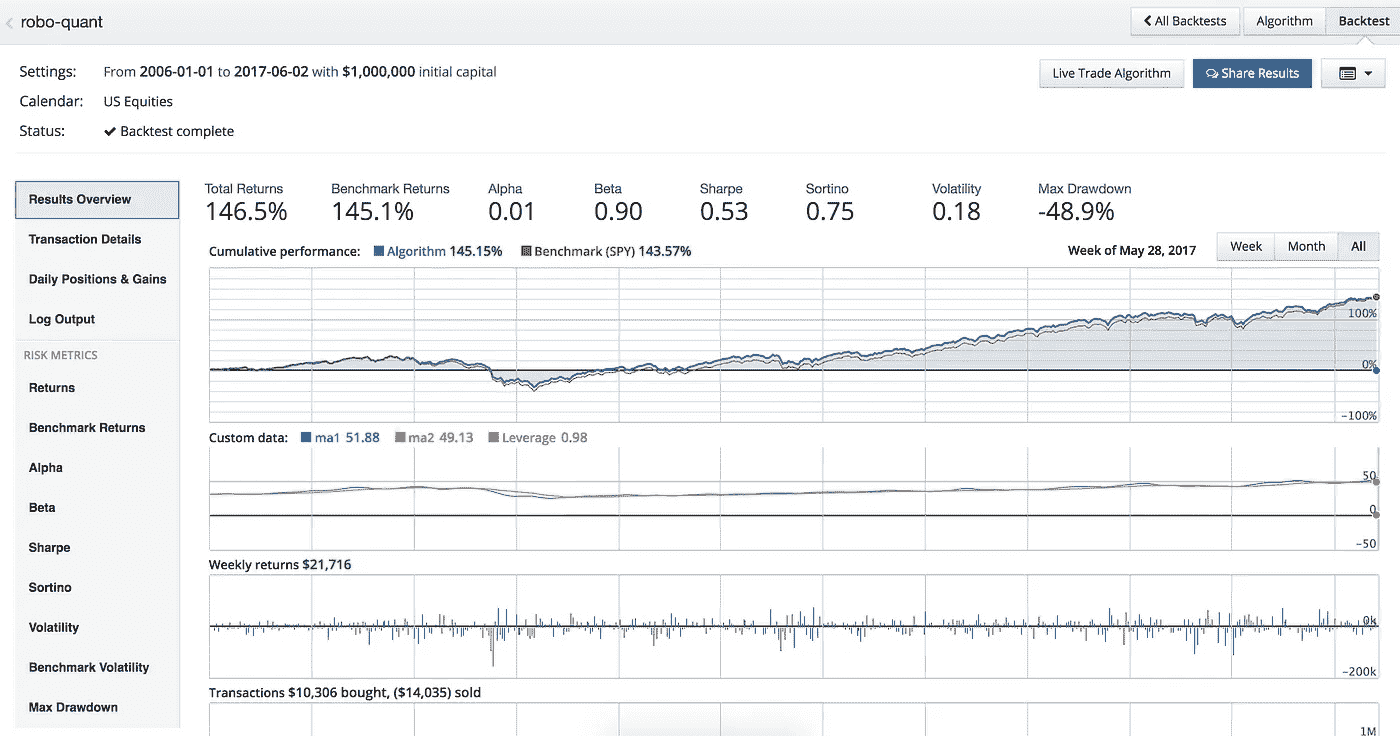 robo-quant
All Backtests Algorithm Backtest
Settings: From 2006-01-01 to 2017-06-02 with $1,000,000 initial capital
Live Trade Algorithm Share Results
Calendar: US Equities
Status: Backtest complete
Results Overview
Transaction Details
Daily Positions & Gains
Log Output
RISK METRICS
Returns
Benchmark Returns
Alpha
Beta
Sharpe
Sortino
Volatility
Benchmark Volatility
Max Drawdown
Total Returns Benchmark Returns Alpha Beta Sharpe Sortino Volatility Max Drawdown
146.5% 145.1% 0.01 0.90 0.53 0.75 0.18 -48.9%
Cumulative performance: Algorithm 145.15% Benchmark (SPY) 143.57% Week of May 28, 2017 Week Month All
100%
0%
-100%
Custom data: ma1 51.88 ma2 49.13 Leverage 0.98
50
0
-50
Weekly returns $21,716
0k
-200k
Transactions $10,306 bought, ($14,035) sold
1M